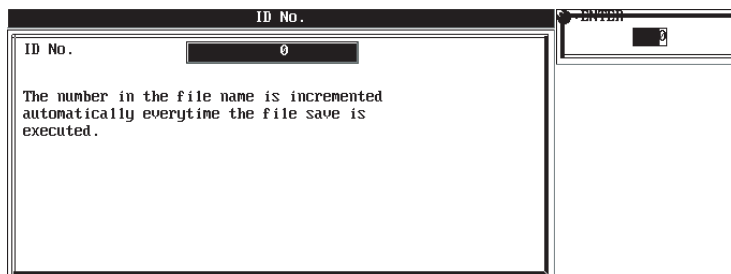 ID No.
ENTER
ID No.
0
0
The number in the file name is incremented
automatically everytime the file save is
executed.